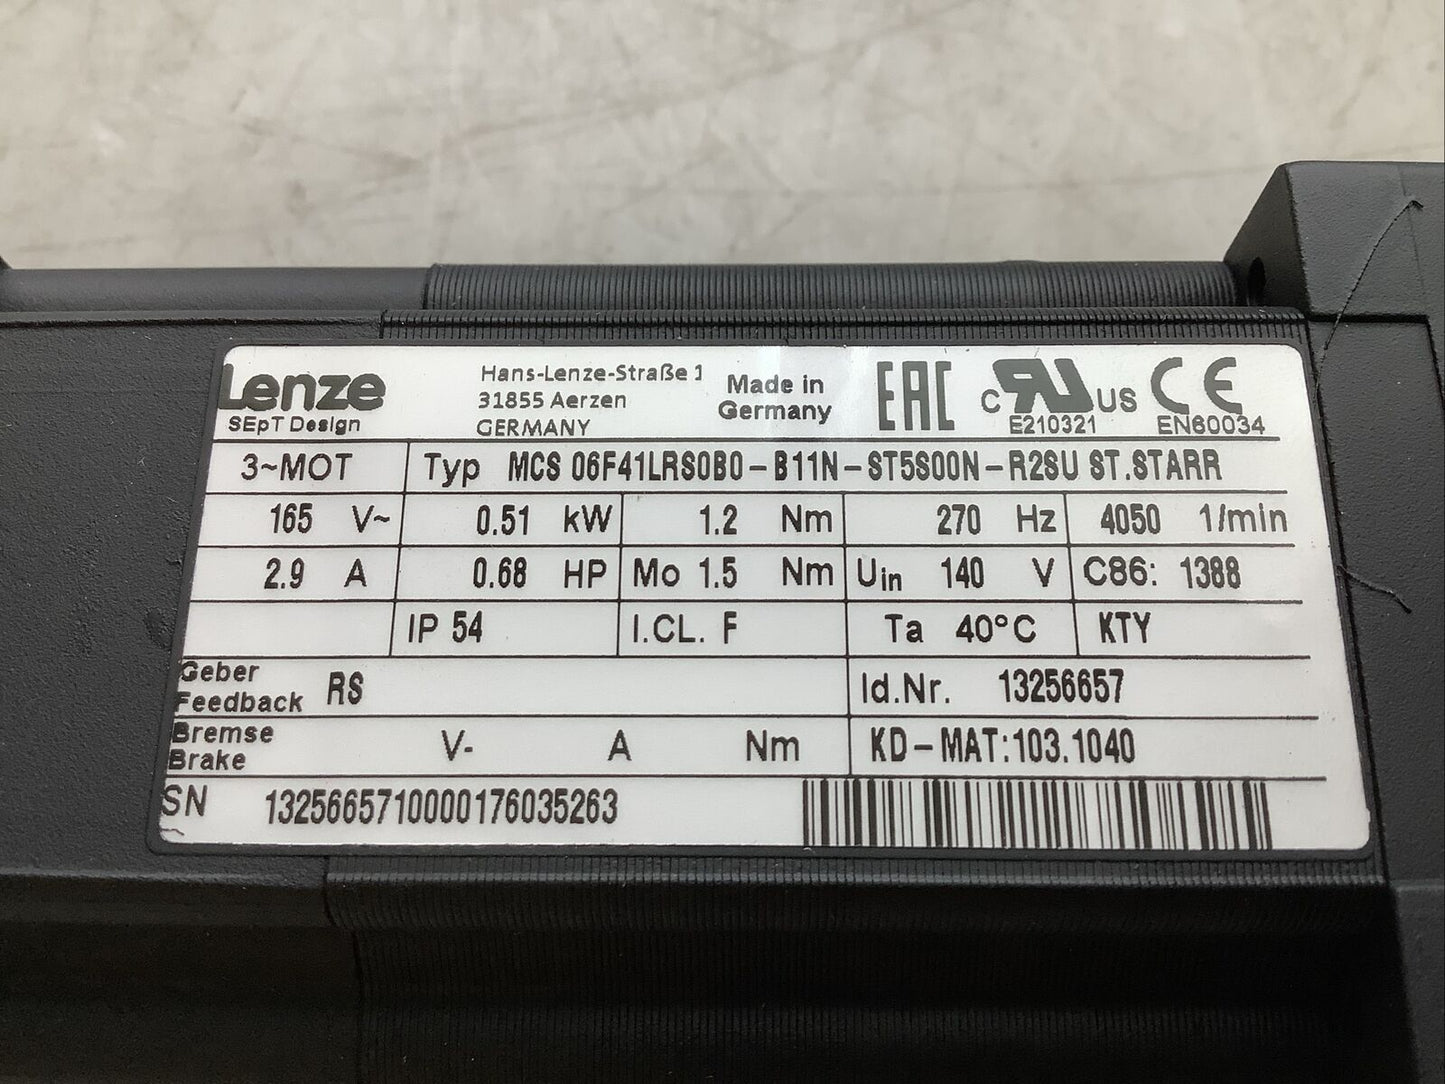 Lenze
SEpT Design
Hans-Lenze-Straße 1
31855 Aerzen
GERMANY
Made in
Germany
EAC
c RU US
E210321
CE
EN60034
3~MOT Typ MCS 06F41LRS0B0-B11N-ST5S00N-R2SU ST.STARR
165 V~ 0.51 kW 1.2 Nm 270 Hz 4050 1/min
2.9 A 0.68 HP Mo 1.5 Nm Uin 140 V C86: 1388
IP 54 I.CL. F Ta 40°C KTY
Geber
Feedback RS
Id.Nr. 13256657
Bremse
Brake V- A Nm
KD-MAT:103.1040
SN 1325665710000176035263